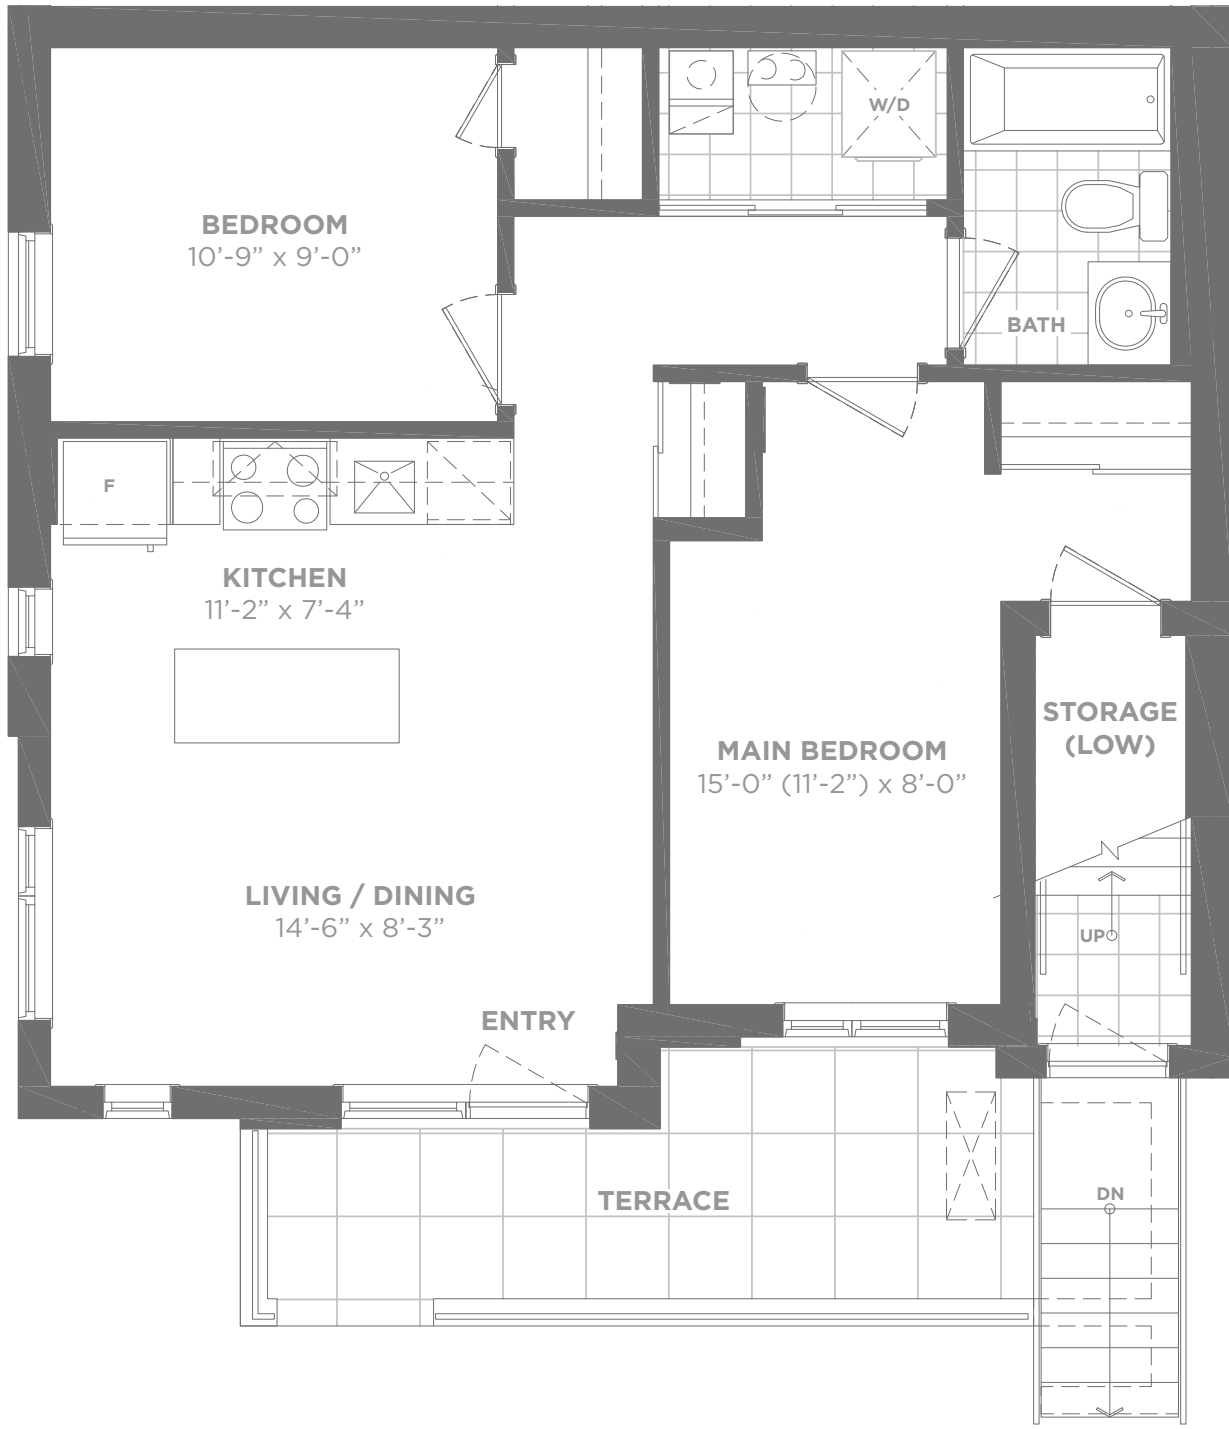 W/D
BEDROOM
10’-9” x 9’-0”
BATH
F
KITCHEN
11’-2” x 7’-4”
STORAGE
(LOW)
MAIN BEDROOM
15’-0” (11’-2”) x 8’-0”
LIVING / DINING
14’-6” x 8’-3”
UP
ENTRY
TERRACE
DN